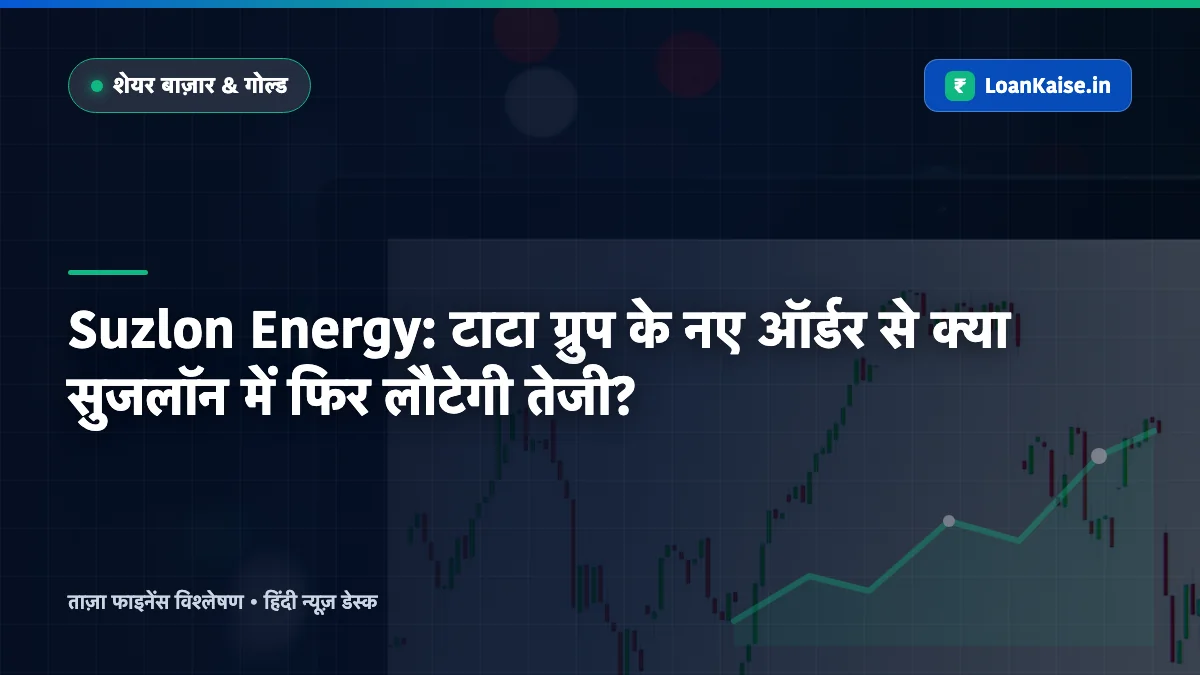 शेयर बाज़ार & गोल्ड
₹ LoanKaise.in
Suzlon Energy: टाटा ग्रुप के नए ऑर्डर से क्या
सुजलॉन में फिर लौटेगी तेजी?
ताज़ा फाइनेंस विश्लेषण • हिंदी न्यूज़ डेस्क